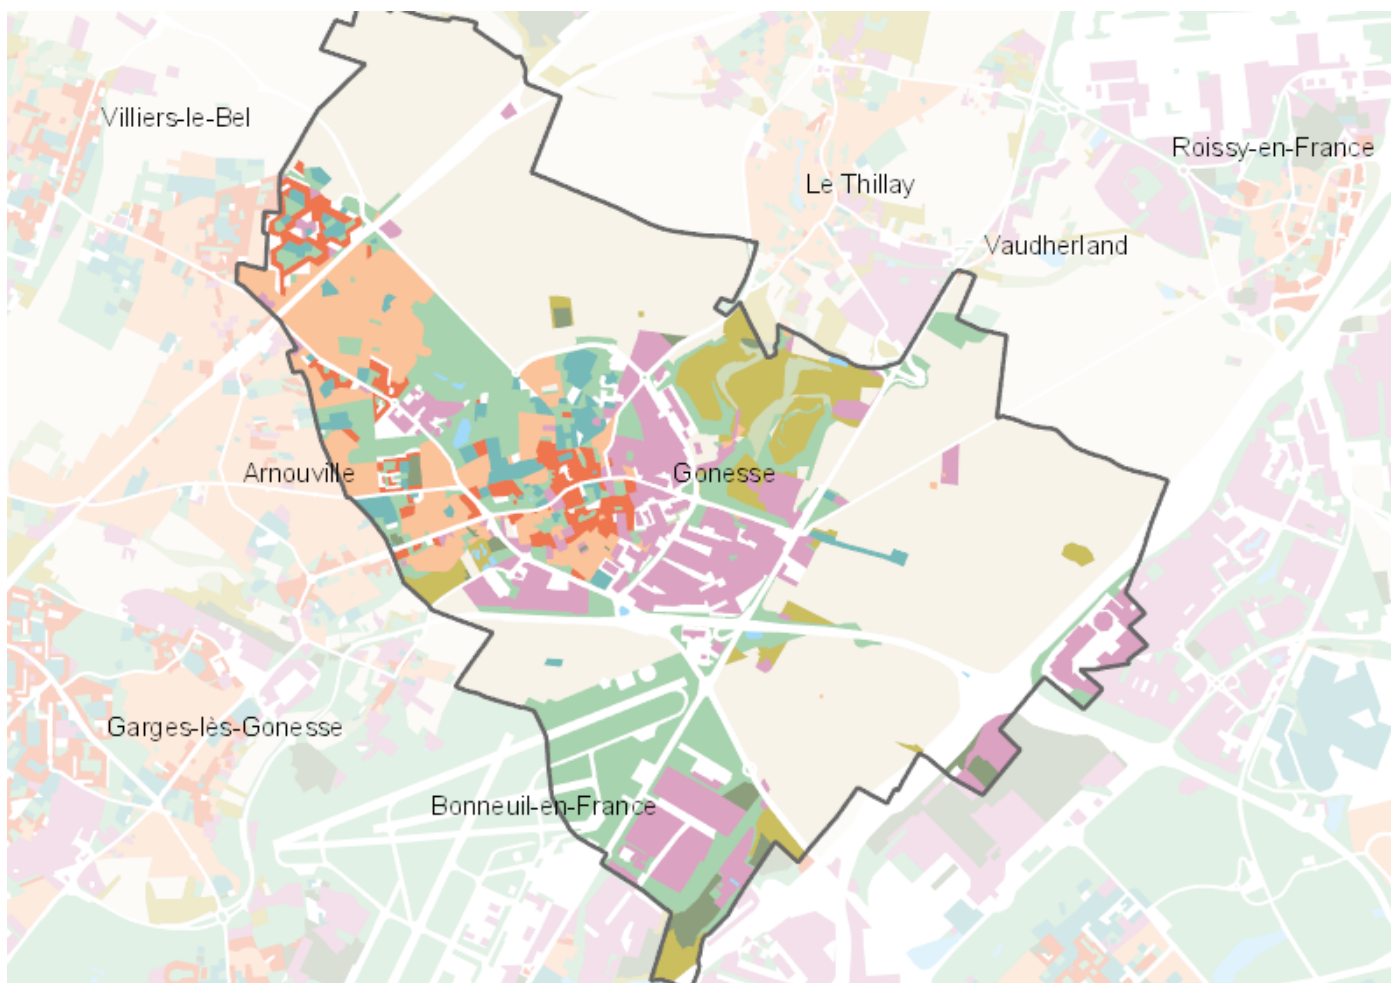 Villiers-le-Bel
Roissy-en-France
Le Thillay
Vaudherland
Arnouville
Gonesse
Garges-lès-Gonesse
Bonneuil-en-France